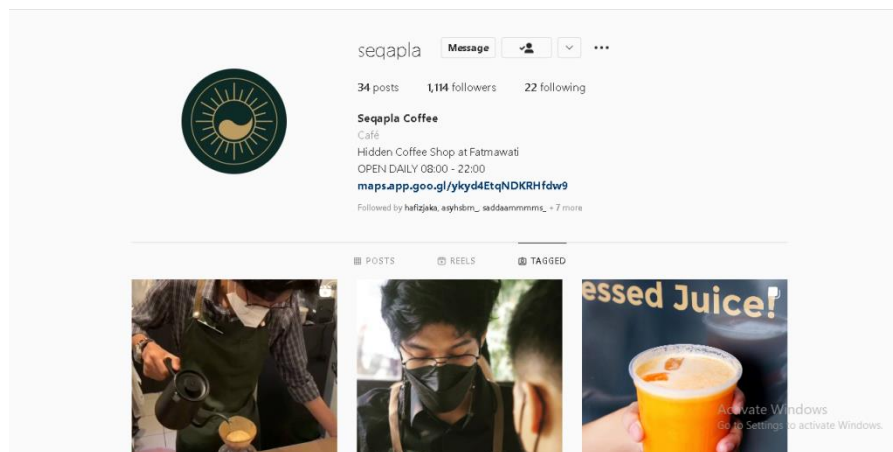 seqapla Message
34 posts 1,114 followers 22 following
Seqapla Coffee
Café
Hidden Coffee Shop at Fatmawati
OPEN DAILY 08:00 - 22:00
maps.app.goo.gl/ykyd4EtqNDKRHfdw9
Followed by hafizjaka, asyhsbrn_, saddaammmms_ + 7 more
POSTS REELS TAGGED
essed Juice!
Activate Windows
Go to Settings to activate Windows.